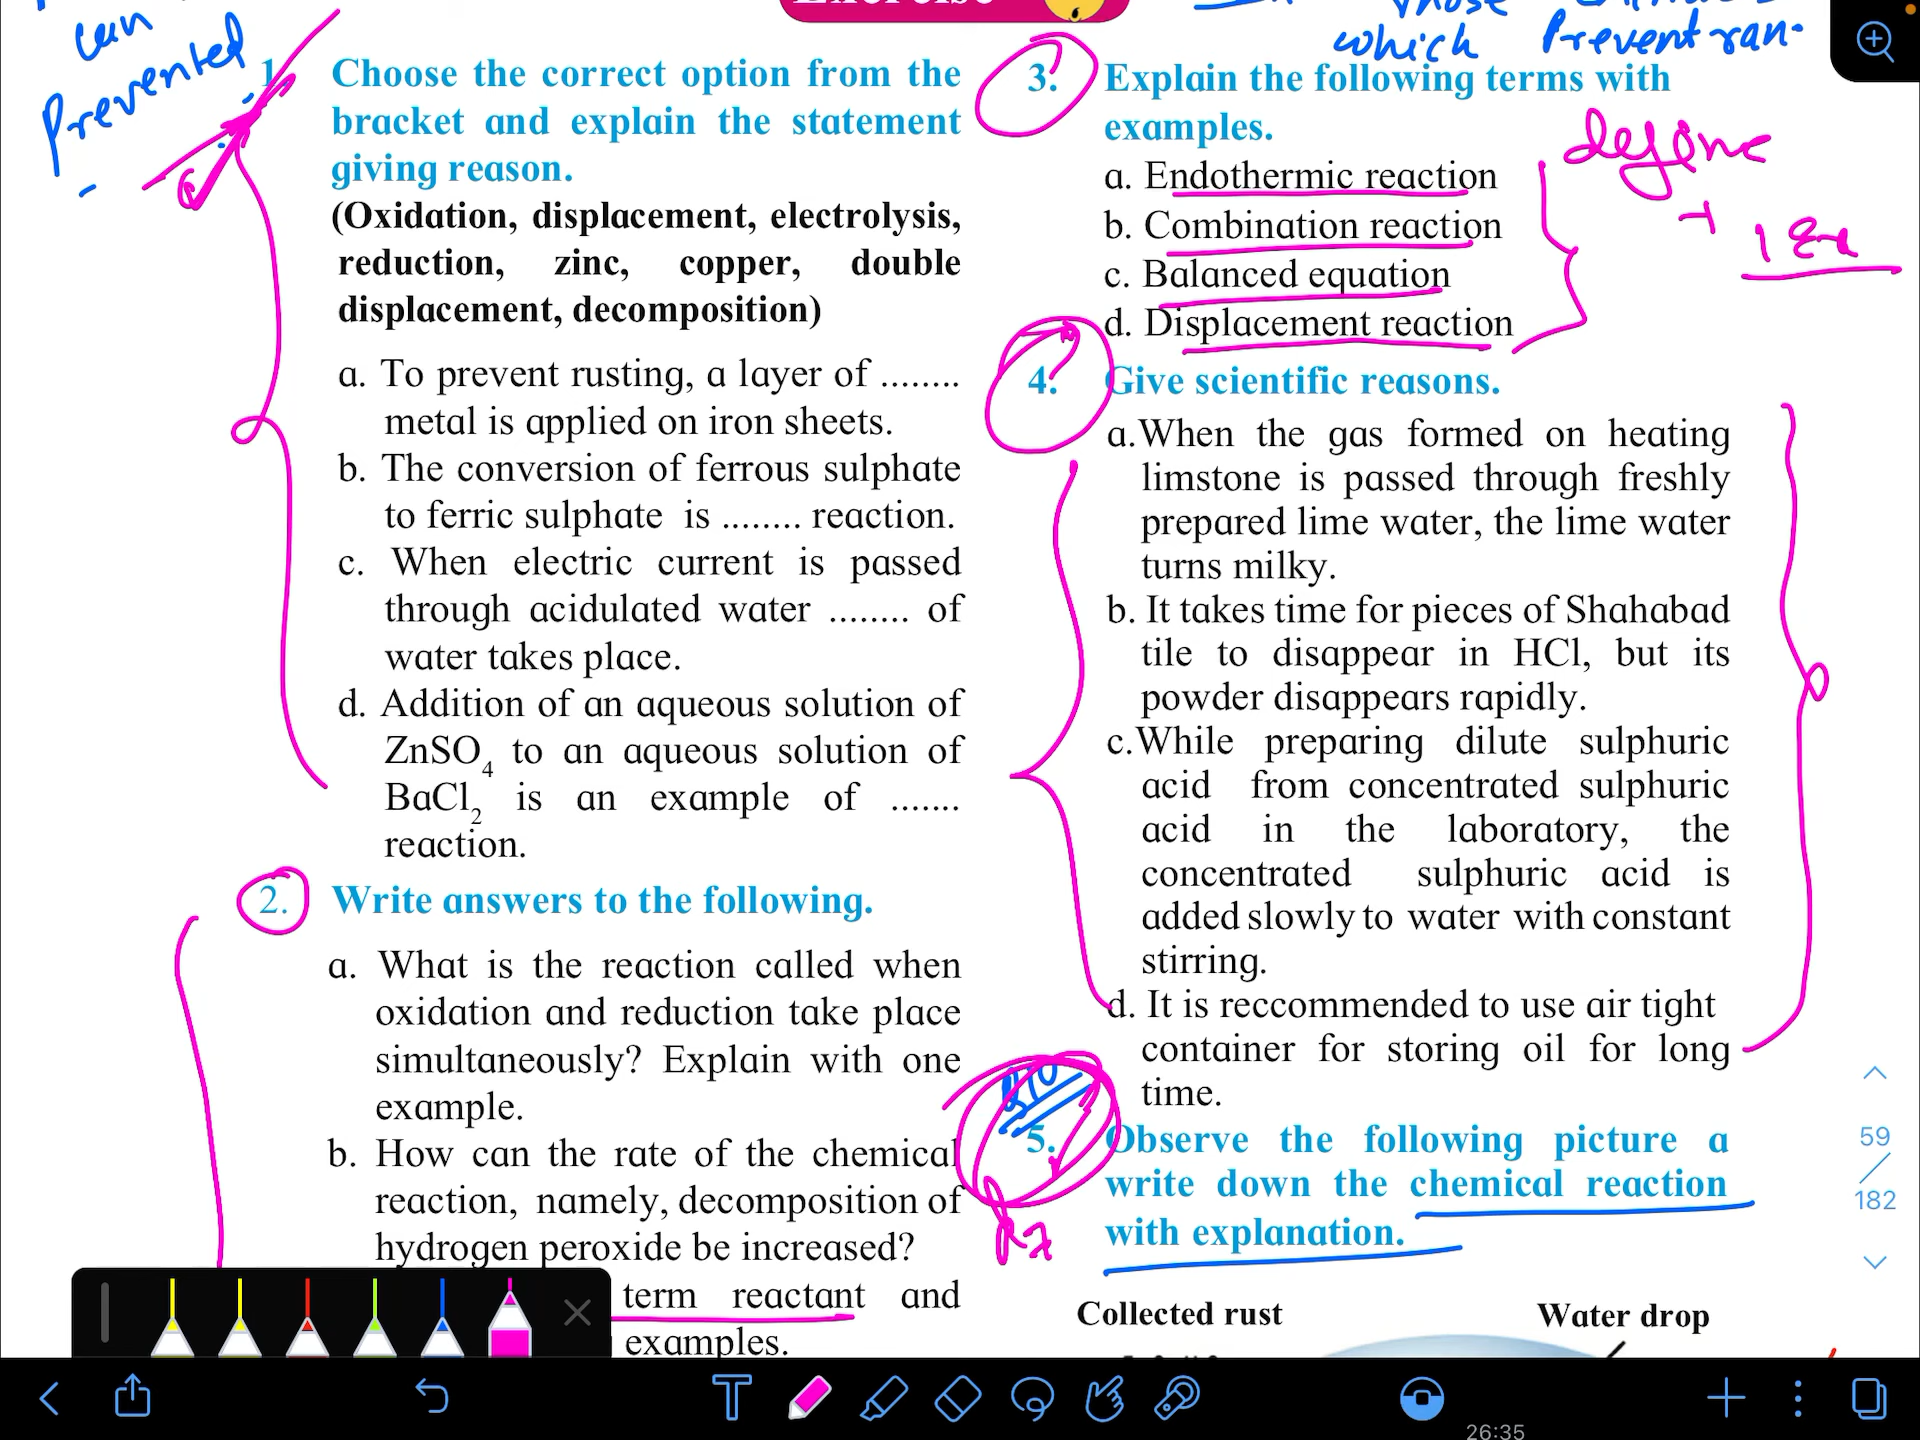 can
Prevented
which Prevent ran-
1.
Choose the correct option from the
bracket and explain the statement
giving reason.
(Oxidation, displacement, electrolysis,
reduction, zinc, copper, double
displacement, decomposition)
a. To prevent rusting, a layer of ........
metal is applied on iron sheets.
b. The conversion of ferrous sulphate
to ferric sulphate is ........ reaction.
c. When electric current is passed
through acidulated water ........ of
water takes place.
d. Addition of an aqueous solution of
ZnSO4 to an aqueous solution of
BaCl2 is an example of .......
reaction.
2. Write answers to the following.
a. What is the reaction called when
oxidation and reduction take place
simultaneously? Explain with one
example.
b. How can the rate of the chemical
reaction, namely, decomposition of
hydrogen peroxide be increased?
term reactant and
examples.
3. Explain the following terms with
examples.
a. Endothermic reaction
b. Combination reaction
c. Balanced equation
d. Displacement reaction
define
+ 1
4. Give scientific reasons.
a.When the gas formed on heating
limstone is passed through freshly
prepared lime water, the lime water
turns milky.
b. It takes time for pieces of Shahabad
tile to disappear in HCl, but its
powder disappears rapidly.
c.While preparing dilute sulphuric
acid from concentrated sulphuric
acid in the laboratory, the
concentrated sulphuric acid is
added slowly to water with constant
stirring.
d. It is reccommended to use air tight
container for storing oil for long
time.
5. Observe the following picture a
write down the chemical reaction
with explanation.
Collected rust Water drop
59
182
T
26:35